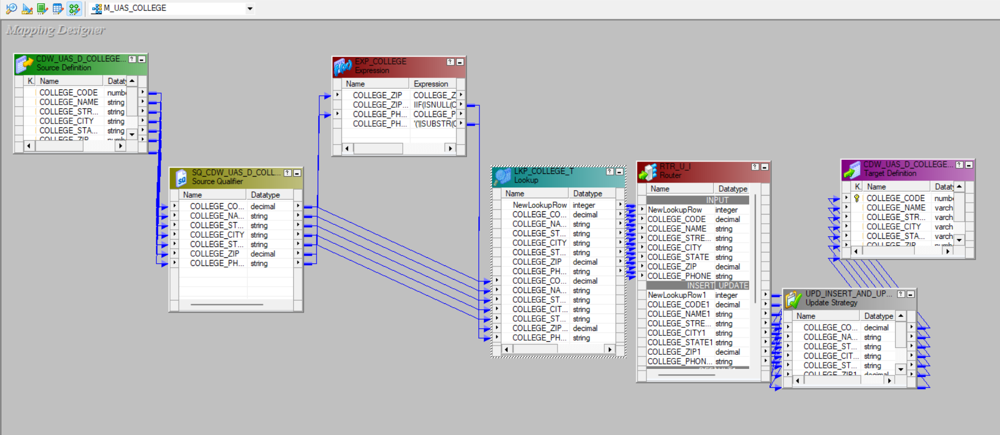 M_UAS_COLLEGE
Mapping Designer
CDW_UAS_D_COLLEGE...
Source Definition
K. Name Dataty
COLLEGE_CODE numbe
COLLEGE_NAME string
COLLEGE_STR... string
COLLEGE_CITY string
COLLEGE_STA... string
COLLEGE_ZIP numb
SQ_CDW_UAS_D_COLL...
Source Qualifier
Name Datatype
COLLEGE_CO... decimal
COLLEGE_NA... string
COLLEGE_ST... string
COLLEGE_CITY string
COLLEGE_ST... string
COLLEGE_ZIP decimal
COLLEGE_PH... string
EXP_COLLEGE
Expression
Name Expression
COLLEGE_ZIP COLLEGE_Z
COLLEGE_ZIP... IIF(ISNULL(C
COLLEGE_PH... COLLEGE_P
COLLEGE_PH... '('||SUBSTR(C
LKP_COLLEGE_T
Lookup
Name Datatype
NewLookupRow integer
COLLEGE_CO... decimal
COLLEGE_NA... string
COLLEGE_ST... string
COLLEGE_CITY string
COLLEGE_ST... string
COLLEGE_ZIP decimal
COLLEGE_PH... string
COLLEGE_CO... decimal
COLLEGE_NA... string
COLLEGE_ST... string
COLLEGE_CIT... string
COLLEGE_ST... string
COLLEGE_ZIP... decimal
COLLEGE_PH... string
RTR_U_I
Router
Name Datatype
INPUT
NewLookupRow integer
COLLEGE_CODE decimal
COLLEGE_NAME string
COLLEGE_STRE... string
COLLEGE_CITY string
COLLEGE_STATE string
COLLEGE_ZIP decimal
COLLEGE_PHONE string
INSERT_UPDATE
NewLookupRow1 integer
COLLEGE_CODE1 decimal
COLLEGE_NAME1 string
COLLEGE_STRE... string
COLLEGE_CITY1 string
COLLEGE_STATE1 string
COLLEGE_ZIP1 decimal
COLLEGE_PHON... string
DEFAULT1
CDW_UAS_D_COLLEGE...
Target Definition
K. Name Dataty
COLLEGE_CODE numbe
COLLEGE_NAME varch
COLLEGE_STR... varch
COLLEGE_CITY varch
COLLEGE_STA... varch
COLLEGE_ZIP numb
UPD_INSERT_AND_UP...
Update Strategy
Name Datatype
COLLEGE_CO... decimal
COLLEGE_NA... string
COLLEGE_ST... string
COLLEGE_CIT... string
COLLEGE_ST... string
COLLEGE_ZIP1 decimal